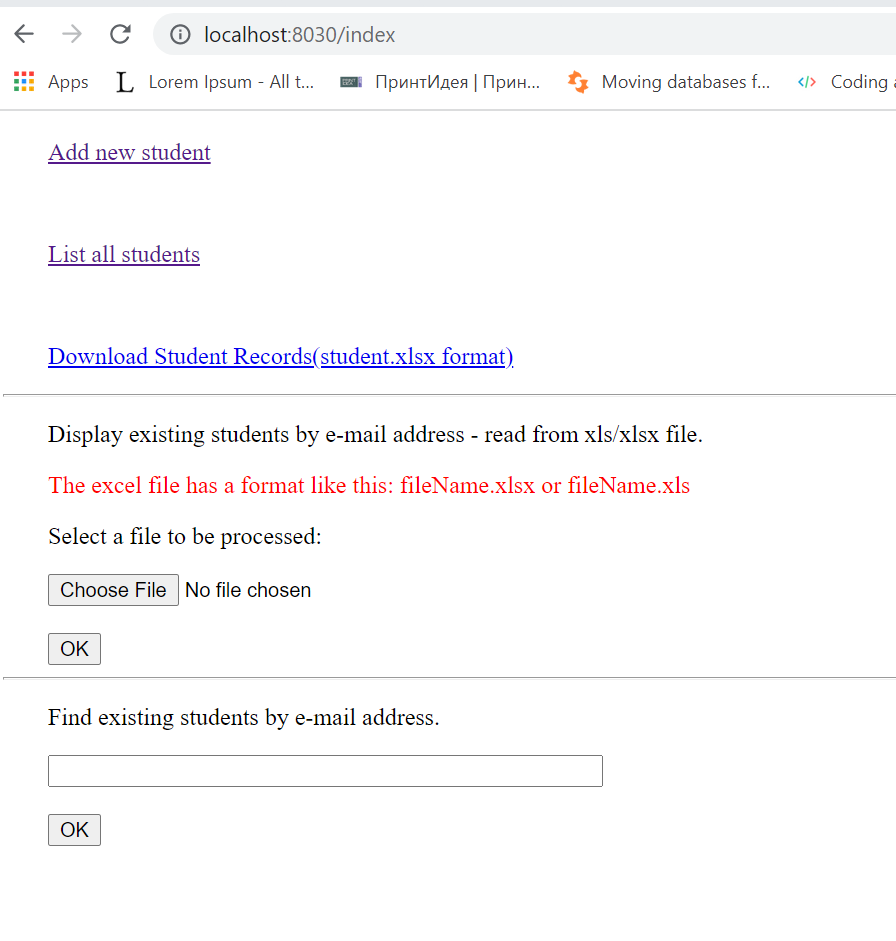 localhost:8030/index
Apps L Lorem Ipsum - All t... ПринтИдея | Прин... Moving databases f... </> Coding
Add new student
List all students
Download Student Records(student.xlsx format)
Display existing students by e-mail address - read from xls/xlsx file.
The excel file has a format like this: fileName.xlsx or fileName.xls
Select a file to be processed:
Choose File No file chosen
OK
Find existing students by e-mail address.
OK